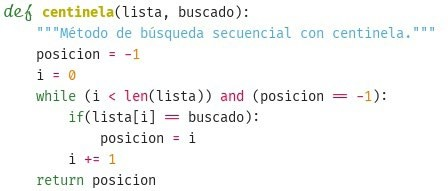 def centinela(lista, buscado):
    """Método de búsqueda secuencial con centinela."""
    posicion = -1
    i = 0
    while (i < len(lista)) and (posicion == -1):
        if(lista[i] == buscado):
            posicion = i
        i += 1
    return posicion